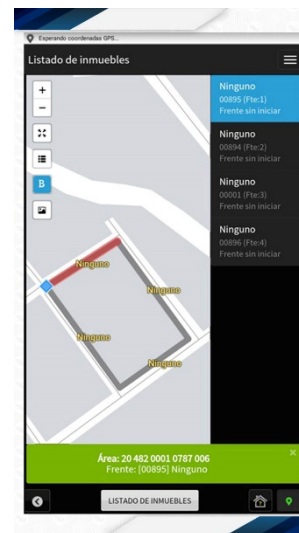 Esperando coordenadas GPS...
Listado de inmuebles
+
−
B
Ninguno
00895 (Fte:1)
Frente sin iniciar
Ninguno
00894 (Fte:2)
Frente sin iniciar
Ninguno
00001 (Fte:3)
Frente sin iniciar
Ninguno
00896 (Fte:4)
Frente sin iniciar
Ninguno
Ninguno
Ninguno
Ninguno
Área: 20 482 0001 0787 006
Frente: [00895] Ninguno
×
LISTADO DE INMUEBLES